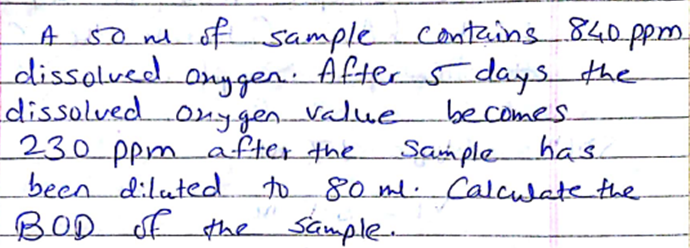 A 50 ml of sample contains 840 ppm
dissolved oxygen. After 5 days the
dissolved oxygen value becomes
230 ppm after the sample has
been diluted to 80 ml. Calculate the
BOD of the sample.